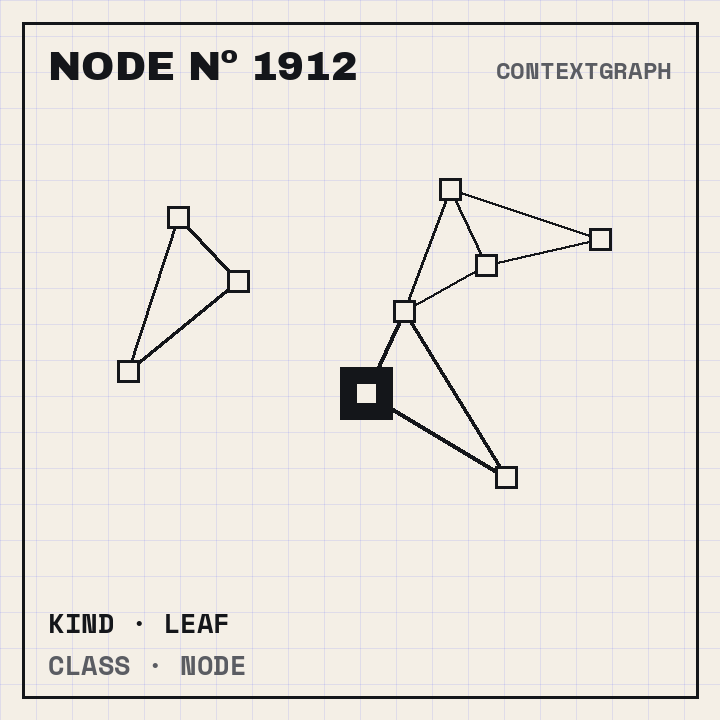 NODE Nº 1912
CONTEXTGRAPH
KIND · LEAF
CLASS · NODE